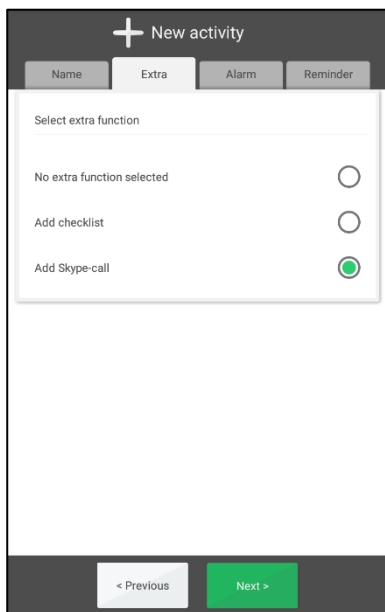 New activity
Name
Extra
Alarm
Reminder
Select extra function
No extra function selected
Add checklist
Add Skype-call
< Previous
Next >